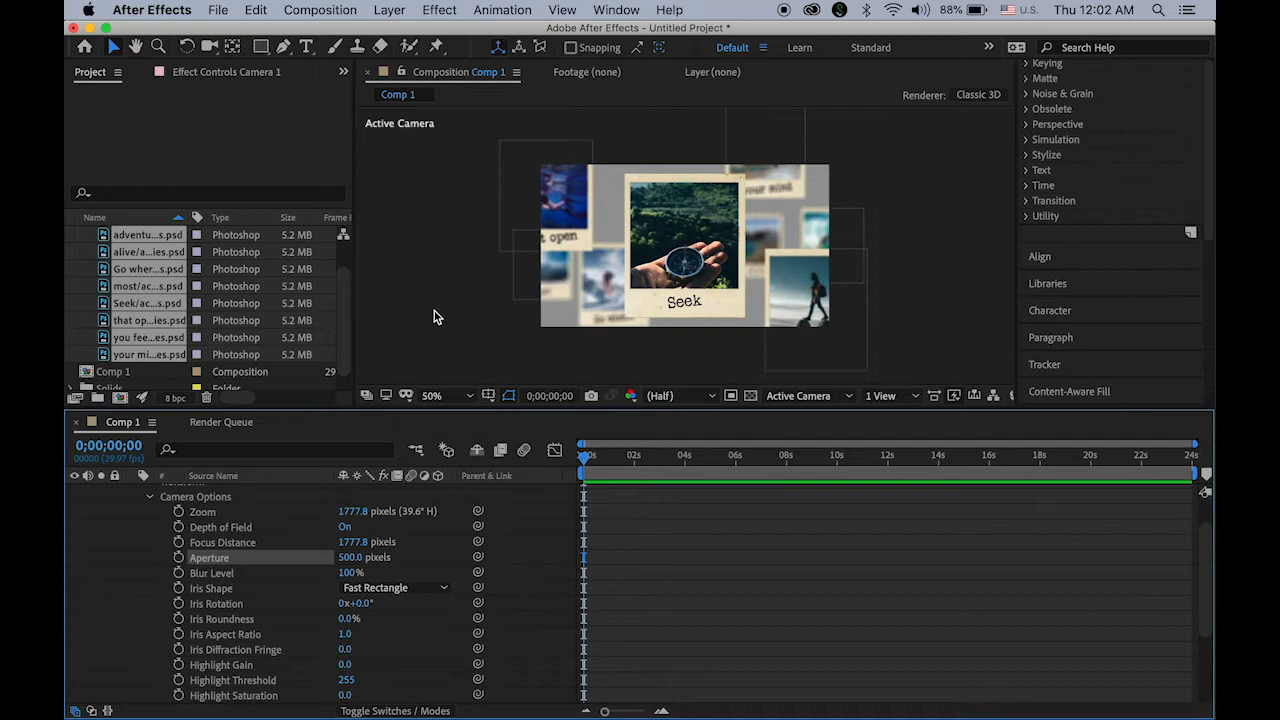 After Effects File Edit Composition Layer Effect Animation View Window Help 88% U.S. Thu 12:02 AM
Adobe After Effects - Untitled Project *
Snapping Default Learn Standard Search Help
Project Effect Controls Camera 1 Composition Comp 1 Footage (none) Layer (none)
Comp 1 Renderer: Classic 3D
Active Camera
your mind
t open
Seek
Name Type Size Frame I
adventu...s.psd Photoshop 5.2 MB
alive/a...ies.psd Photoshop 5.2 MB
Go wher...s.psd Photoshop 5.2 MB
most/ac...s.psd Photoshop 5.2 MB
Seek/ac...s.psd Photoshop 5.2 MB
that op...ies.psd Photoshop 5.2 MB
you fee...es.psd Photoshop 5.2 MB
your mi...es.psd Photoshop 5.2 MB
Comp 1 Composition 29
Solids Folder
8 bpc
50% 0;00;00;00 (Half) Active Camera 1 View
Keying
Matte
Noise & Grain
Obsolete
Perspective
Simulation
Stylize
Text
Time
Transition
Utility
Align
Libraries
Character
Paragraph
Tracker
Content-Aware Fill
Comp 1 Render Queue
0;00;00;00
00000 (29.97 fps)
:00s 02s 04s 06s 08s 10s 12s 14s 16s 18s 20s 22s 24s
Source Name Parent & Link
Camera Options
Zoom 1777.8 pixels (39.6° H)
Depth of Field On
Focus Distance 1777.8 pixels
Aperture 500.0 pixels
Blur Level 100%
Iris Shape Fast Rectangle
Iris Rotation 0x+0.0°
Iris Roundness 0.0%
Iris Aspect Ratio 1.0
Iris Diffraction Fringe 0.0
Highlight Gain 0.0
Highlight Threshold 255
Highlight Saturation 0.0
Toggle Switches / Modes